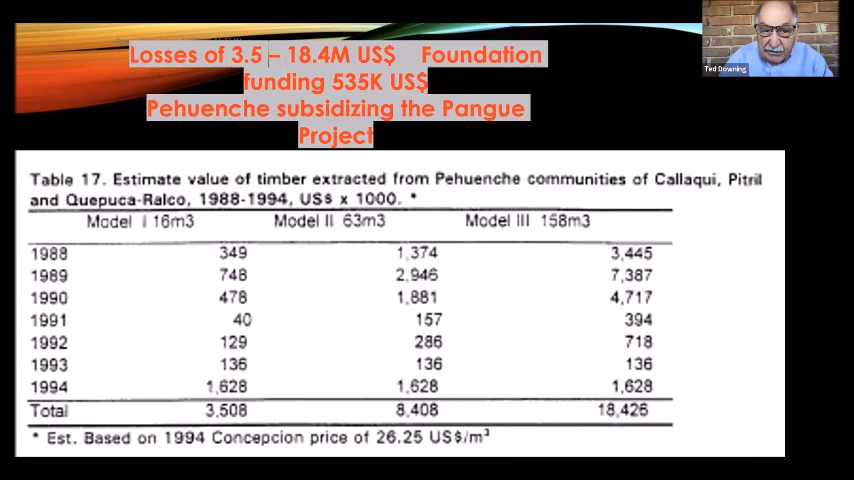 Losses of 3.5 – 18.4M US$ Foundation
funding 535K US$
Pehuenche subsidizing the Pangue
Project
Ted Downing
Table 17. Estimate value of timber extracted from Pehuenche communities of Callaqui, Pitril
and Quepuca-Ralco, 1988-1994, US$ x 1000. *
Model I 16m3 Model II 63m3 Model III 158m3
1988 349 1,374 3,445
1989 748 2,946 7,387
1990 478 1,881 4,717
1991 40 157 394
1992 129 286 718
1993 136 136 136
1994 1,628 1,628 1,628
Total 3,508 8,408 18,426
* Est. Based on 1994 Concepcion price of 26.25 US$/m³